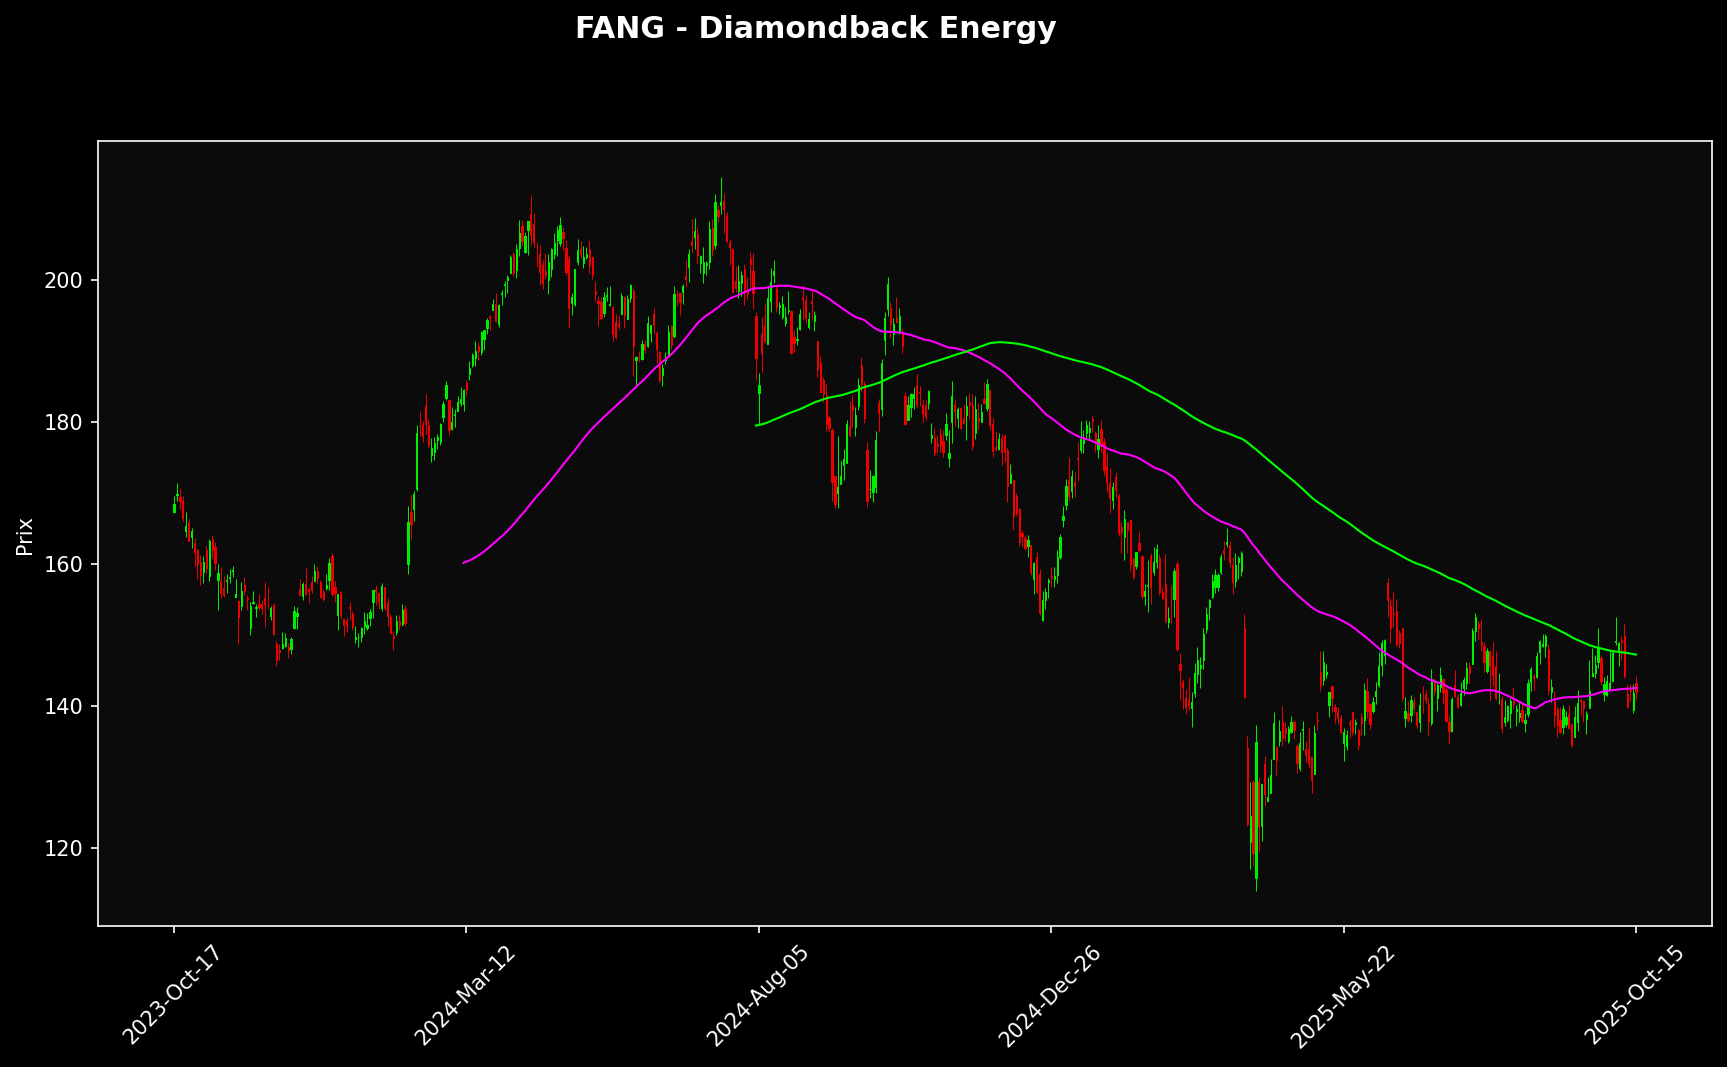 FANG - Diamondback Energy
Prix
200
180
160
140
120
2023-Oct-17
2024-Mar-12
2024-Aug-05
2024-Dec-26
2025-May-22
2025-Oct-15